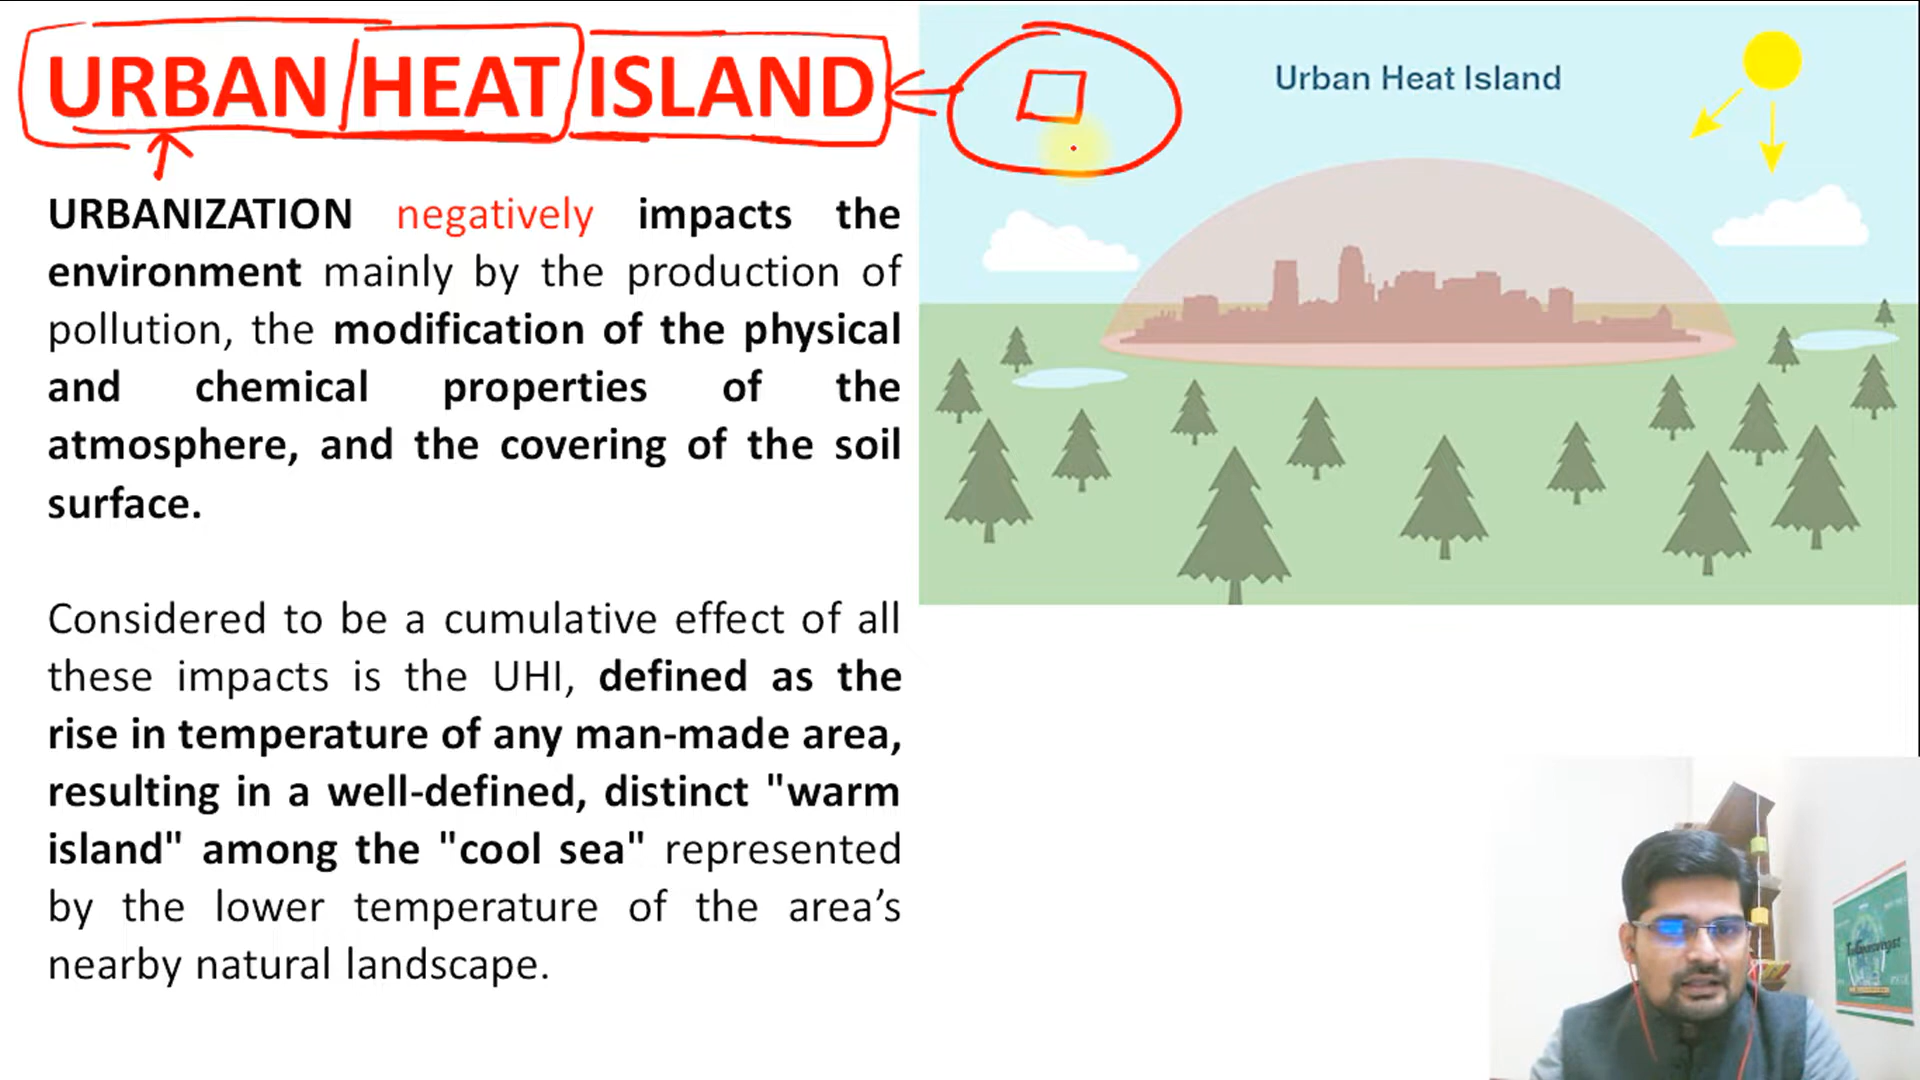 URBAN HEAT ISLAND
Urban Heat Island
URBANIZATION negatively impacts the
environment mainly by the production of
pollution, the modification of the physical
and chemical properties of the
atmosphere, and the covering of the soil
surface.
Considered to be a cumulative effect of all
these impacts is the UHI, defined as the
rise in temperature of any man-made area,
resulting in a well-defined, distinct "warm
island" among the "cool sea" represented
by the lower temperature of the area’s
nearby natural landscape.